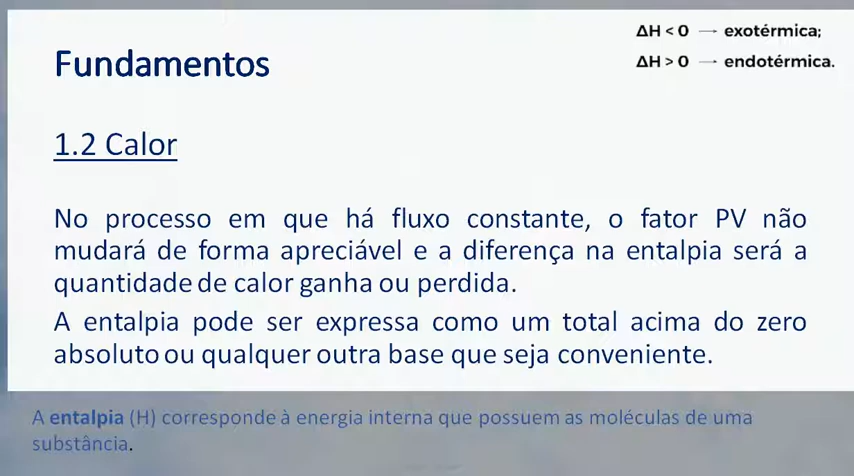 ΔH < 0 → exotérmica;
ΔH > 0 → endotérmica.
Fundamentos
1.2 Calor
No processo em que há fluxo constante, o fator PV não
mudará de forma apreciável e a diferença na entalpia será a
quantidade de calor ganha ou perdida.
A entalpia pode ser expressa como um total acima do zero
absoluto ou qualquer outra base que seja conveniente.
A entalpia (H) corresponde à energia interna que possuem as moléculas de uma
substância.